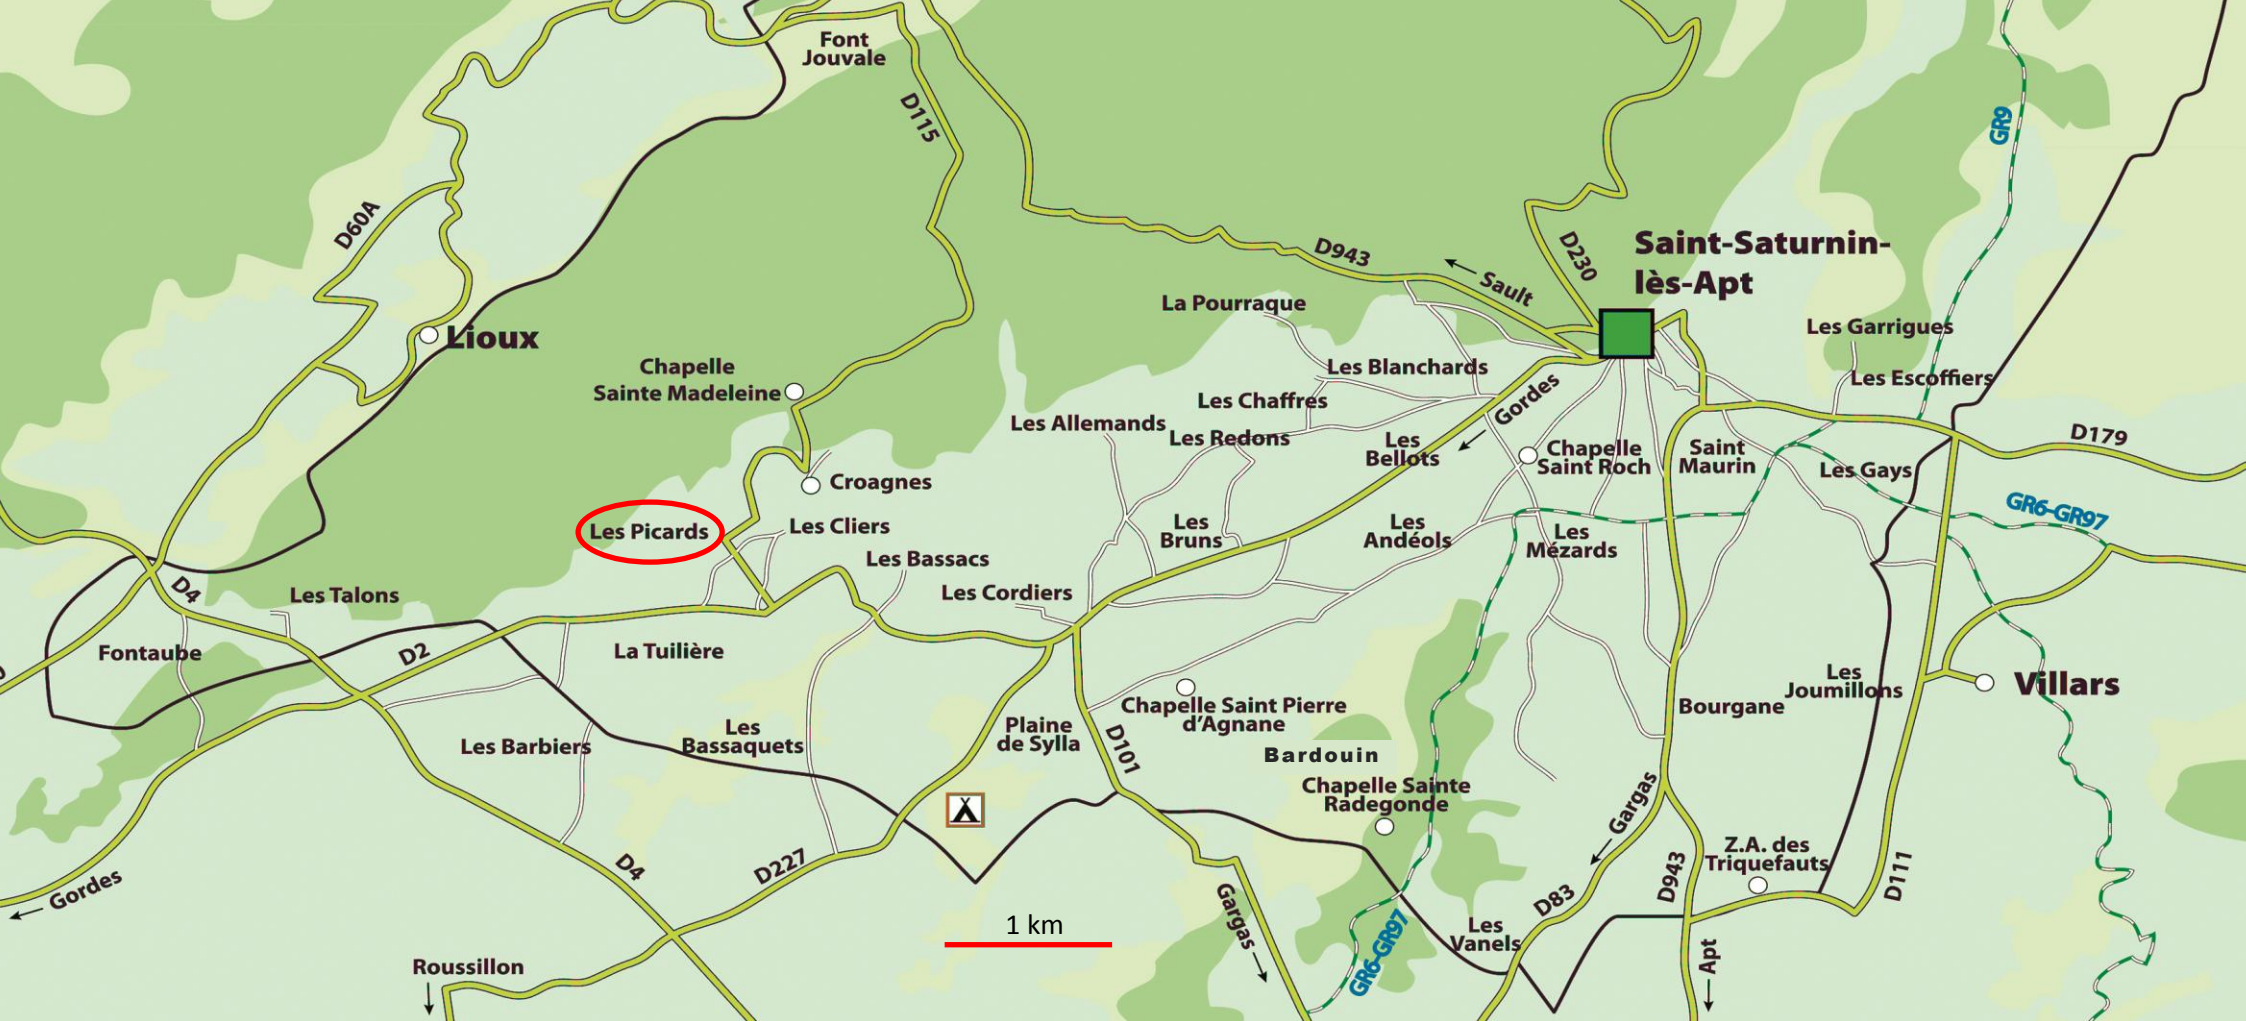 Font
Jouvale
D115
GR9
D60A
D943
Sault
D230
Saint-Saturnin-
lès-Apt
La Pourraque
Les Garrigues
Lioux
Chapelle
Sainte Madeleine
Les Blanchards
Les Escoffiers
Gordes
Les Chaffres
Les Allemands
Les Redons
Les
Bellots
Chapelle
Saint Roch
Saint
Maurin
D179
Les Gays
Croagnes
GR6-GR97
Les Picards
Les Cliers
Les
Bruns
Les
Andéols
Les
Mézards
Les Bassacs
D4
Les Talons
Les Cordiers
Fontaube
D2
La Tuilière
Les
Joumillons
Villars
Chapelle Saint Pierre
d'Agnane
Bourgane
Les Barbiers
Les
Bassaquets
Plaine
de Sylla
D101
Bardouin
Chapelle Sainte
Radegonde
Gargas
D4
D227
Z.A. des
Triquefauts
D943
D111
Gordes
D83
Gargas
1 km
Les
Vanels
GR6-GR97
Apt
Roussillon